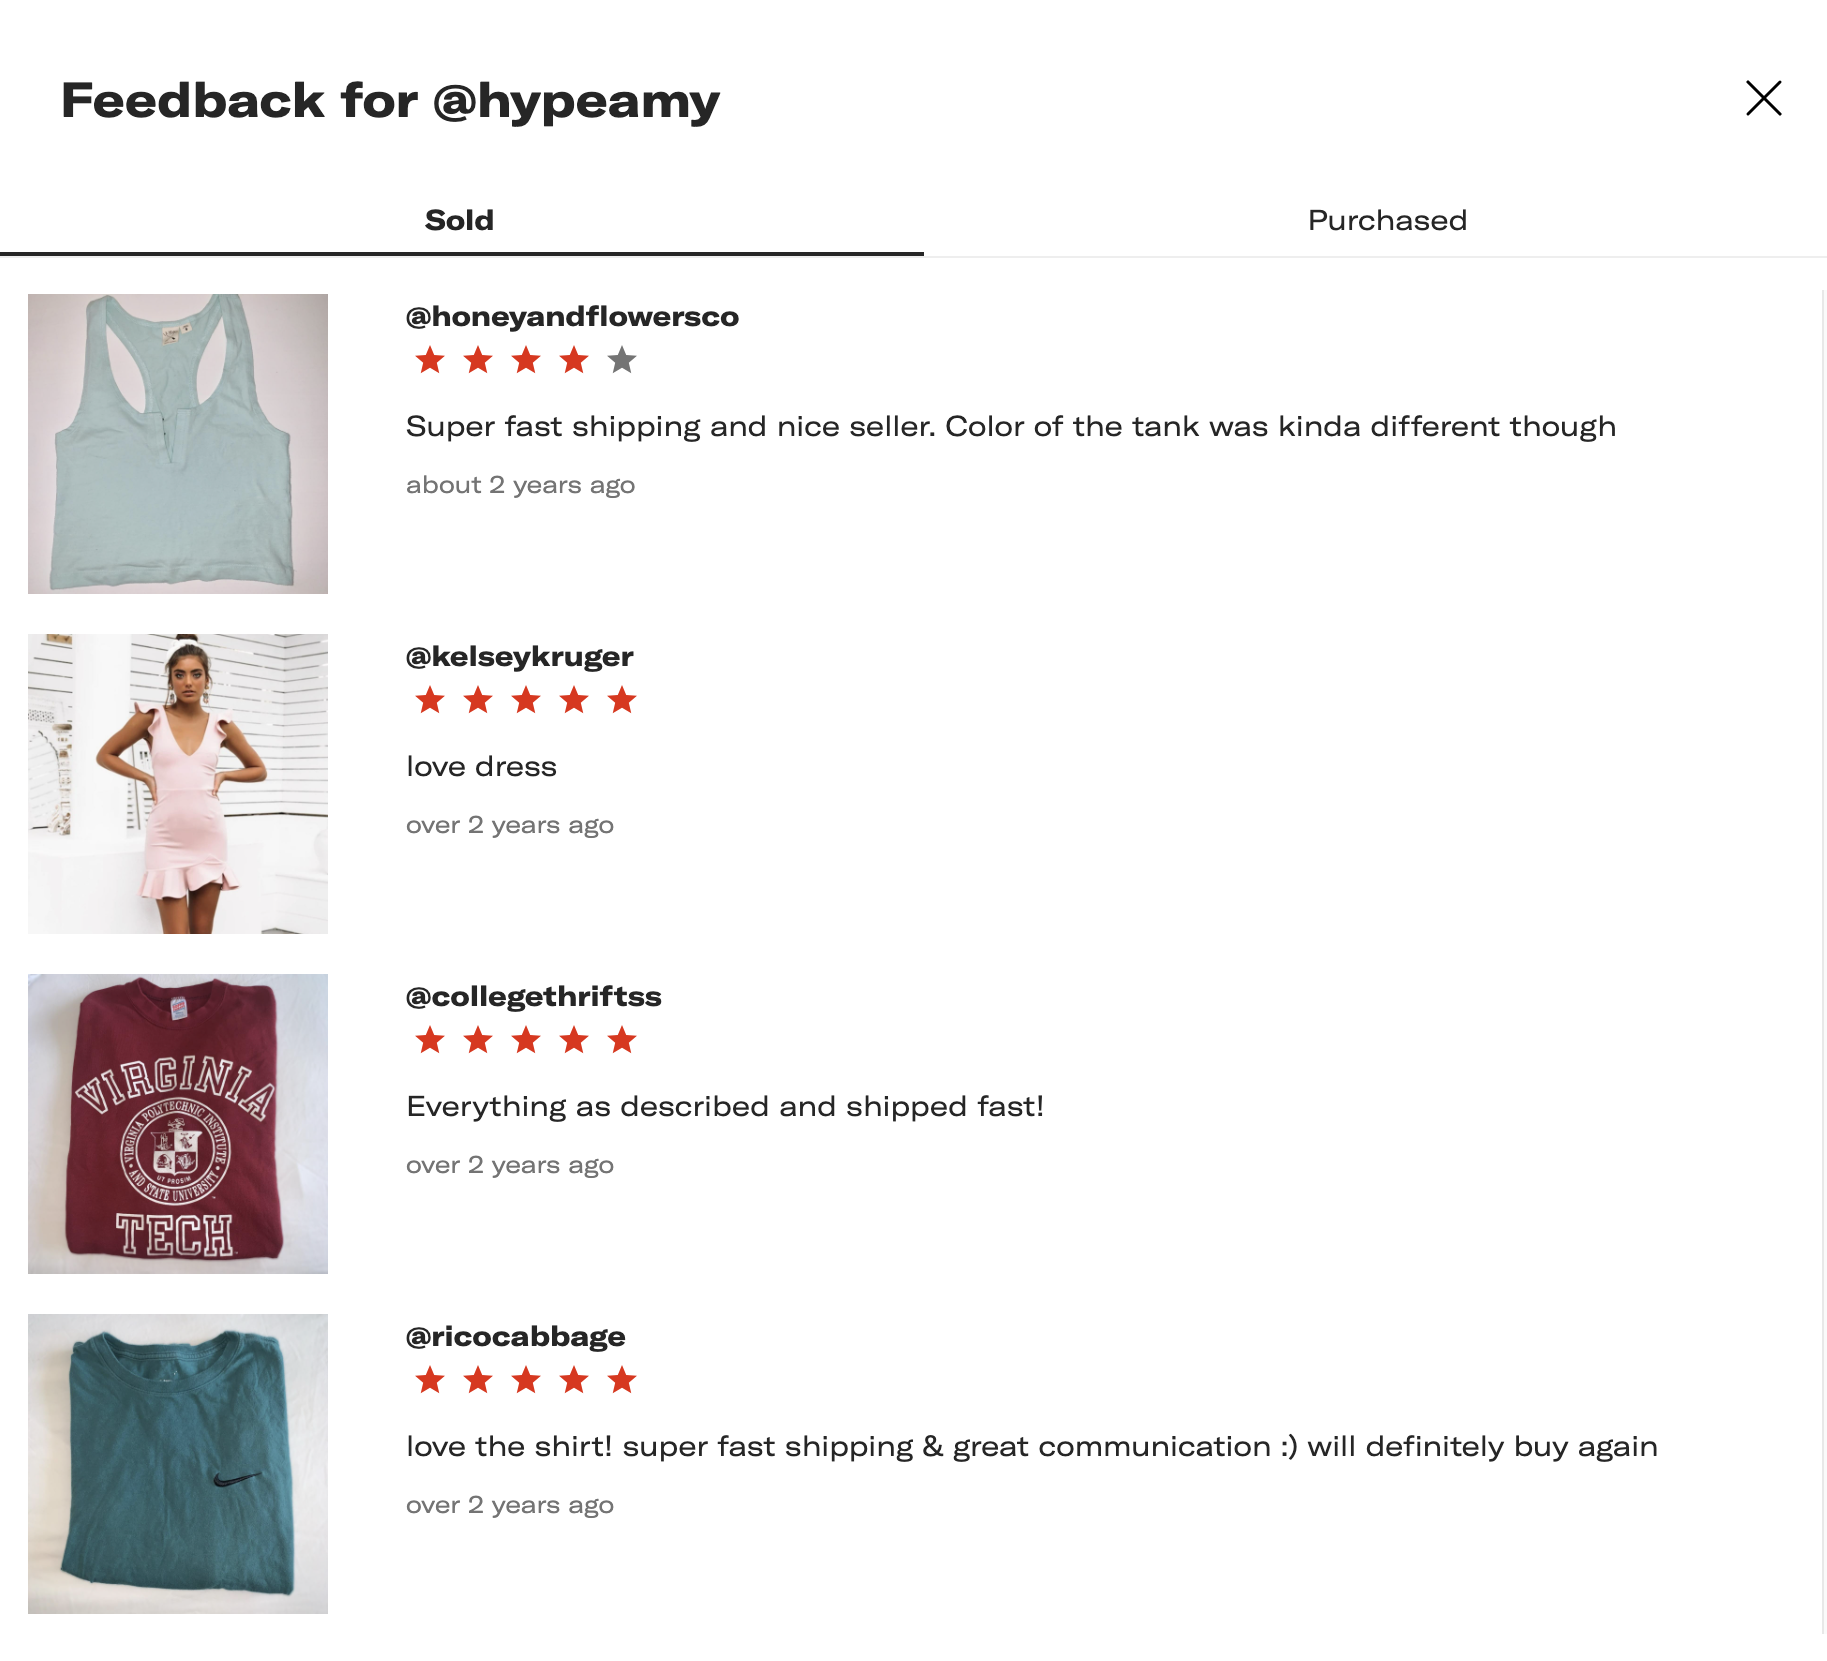 Feedback for @hypeamy
Sold
Purchased
@honeyandflowersco
Super fast shipping and nice seller. Color of the tank was kinda different though
about 2 years ago
@kelseykruger
love dress
over 2 years ago
@collegethriftss
Everything as described and shipped fast!
over 2 years ago
VIRGINIA
VIRGINIA POLYTECHNIC INSTITUTE
AND STATE UNIVERSITY
UT PROSIM
TECH
@ricocabbage
love the shirt! super fast shipping & great communication :) will definitely buy again
over 2 years ago